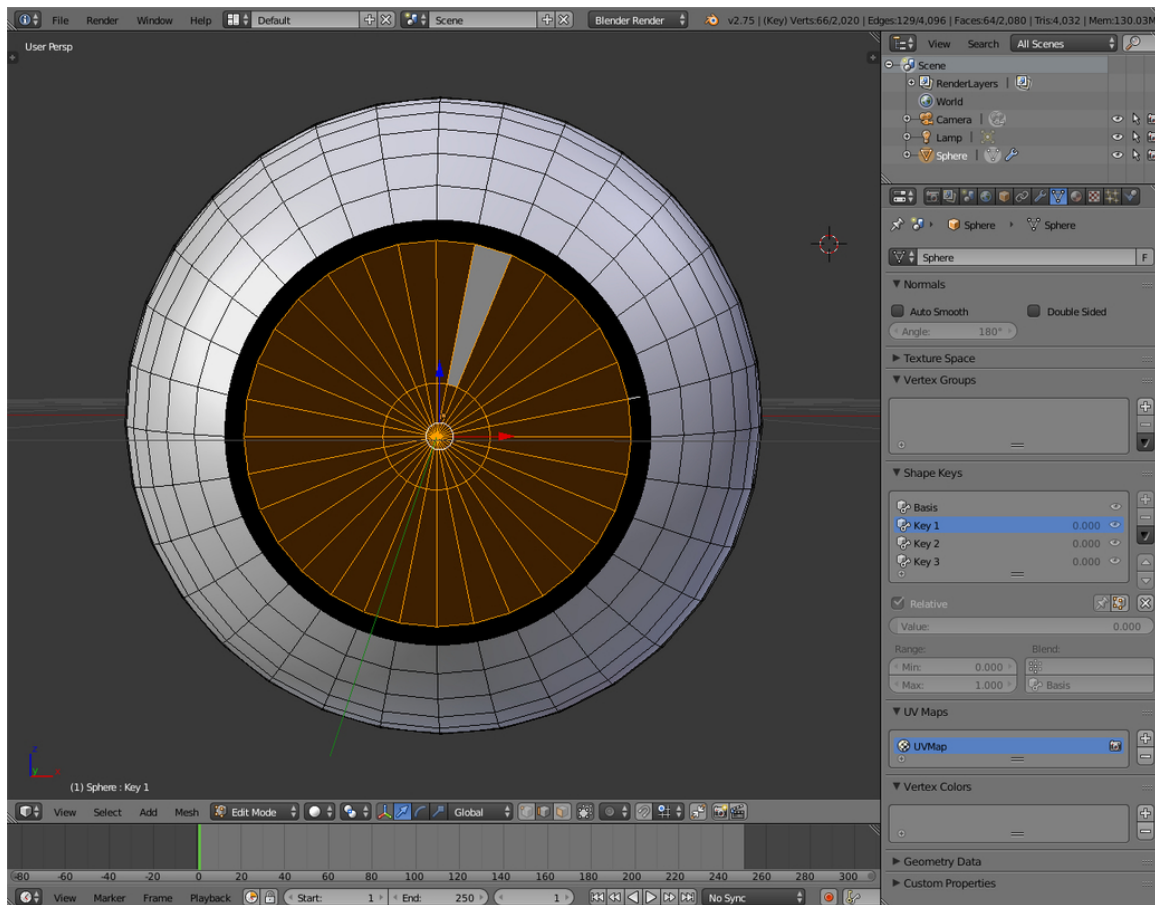 File Render Window Help Default Scene Blender Render v2.75 | (Key) Verts:66/2,020 | Edges:129/4,096 | Faces:64/2,080 | Tris:4,032 | Mem:130.03M
User Persp
View Search All Scenes
Scene
RenderLayers
World
Camera
Lamp
Sphere
Sphere Sphere
Sphere F
Normals
Auto Smooth Double Sided
Angle: 180°
Texture Space
Vertex Groups
Shape Keys
Basis
Key 1 0.000
Key 2 0.000
Key 3 0.000
Relative
Value: 0.000
Range: Blend:
Min: 0.000
Max: 1.000 Basis
UV Maps
UVMap
Vertex Colors
Geometry Data
Custom Properties
z
y x
(1) Sphere : Key 1
View Select Add Mesh Edit Mode Global
-80 -60 -40 -20 0 20 40 60 80 100 120 140 160 180 200 220 240 260 280 300
View Marker Frame Playback Start: 1 End: 250 1 No Sync